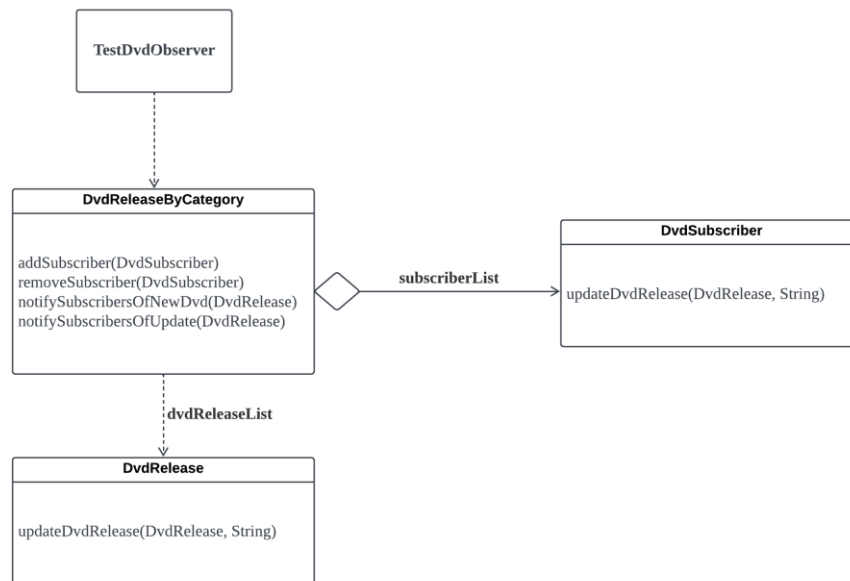 TestDvdObserver
DvdReleaseByCategory
addSubscriber(DvdSubscriber)
removeSubscriber(DvdSubscriber)
notifySubscribersOfNewDvd(DvdRelease)
notifySubscribersOfUpdate(DvdRelease)
subscriberList
DvdSubscriber
updateDvdRelease(DvdRelease, String)
dvdReleaseList
DvdRelease
updateDvdRelease(DvdRelease, String)